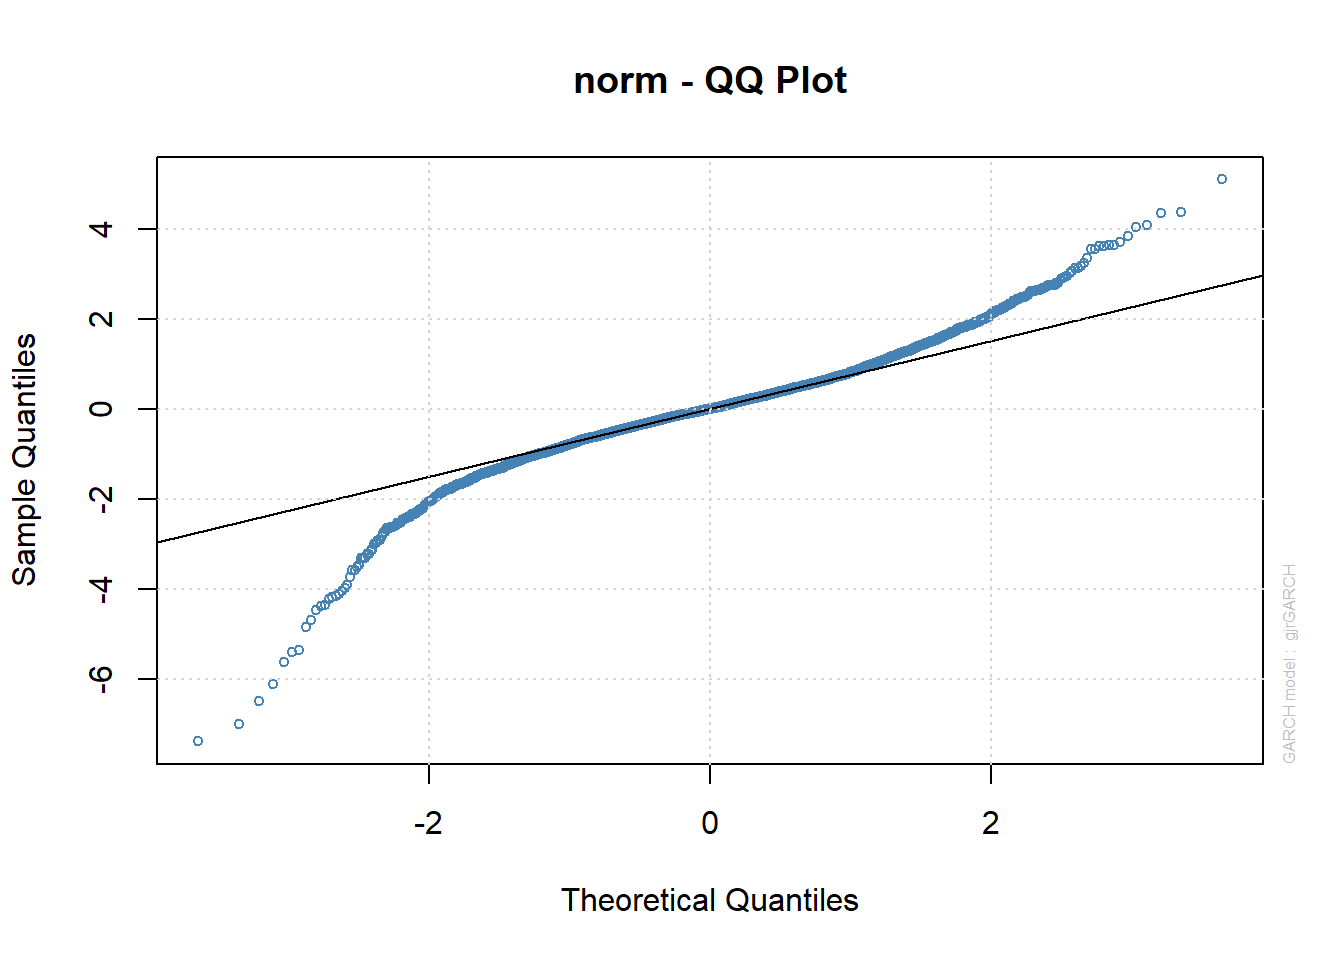 norm - QQ Plot
Sample Quantiles
4
2
0
-2
-4
-6
-2 0 2
Theoretical Quantiles
GARCH model : gjrGARCH